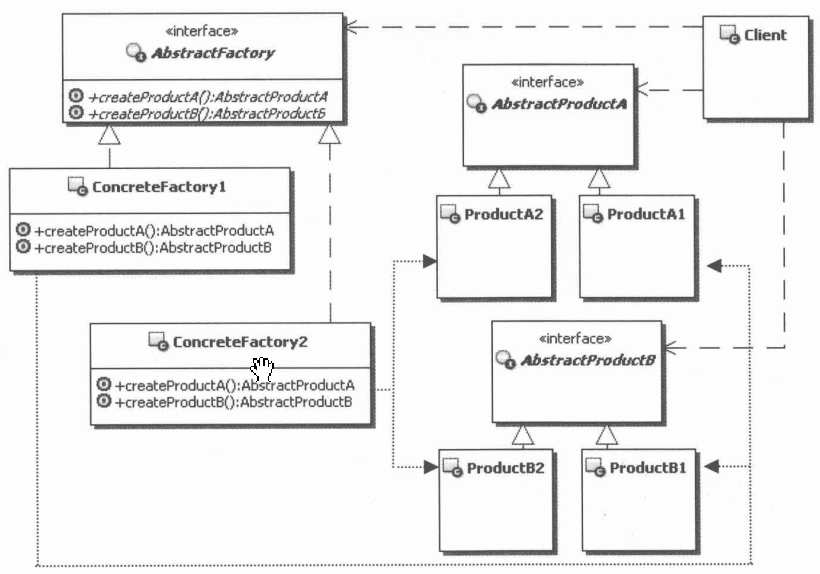 «interface»
AbstractFactory
+createProductA():AbstractProductA
+createProductB():AbstractProductB
Client
«interface»
AbstractProductA
ConcreteFactory1
+createProductA():AbstractProductA
+createProductB():AbstractProductB
ProductA2
ProductA1
ConcreteFactory2
+createProductA():AbstractProductA
+createProductB():AbstractProductB
«interface»
AbstractProductB
ProductB2
ProductB1